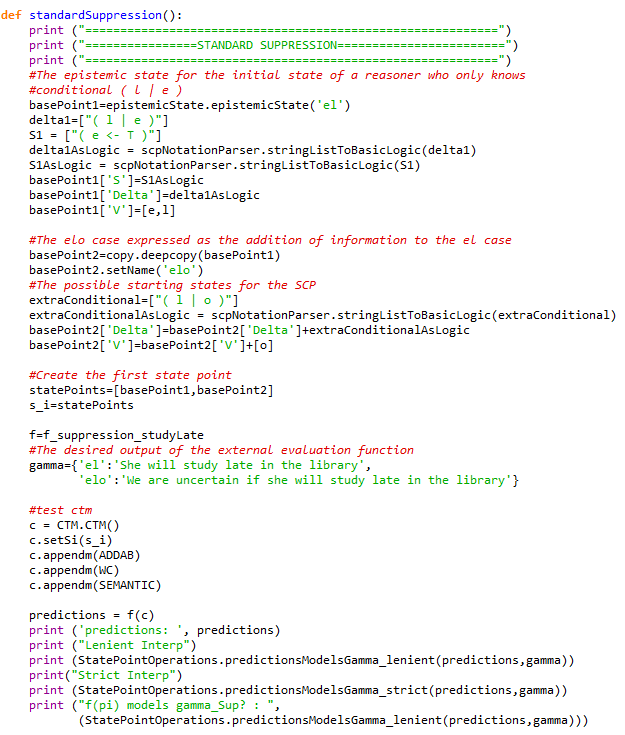 def standardSuppression():
    print ("===========================================================")
    print ("================STANDARD SUPPRESSION========================")
    print ("===========================================================")
    #The epistemic state for the initial state of a reasoner who only knows
    #conditional ( l | e )
    basePoint1=epistemicState.epistemicState('el')
    delta1=["( l | e )"]
    S1 = ["( e <- T )"]
    delta1AsLogic = scpNotationParser.stringListToBasicLogic(delta1)
    S1AsLogic = scpNotationParser.stringListToBasicLogic(S1)
    basePoint1['S']=S1AsLogic
    basePoint1['Delta']=delta1AsLogic
    basePoint1['V']=[e,l]

    #The elo case expressed as the addition of information to the el case
    basePoint2=copy.deepcopy(basePoint1)
    basePoint2.setName('elo')
    #The possible starting states for the SCP
    extraConditional=["( l | o )"]
    extraConditionalAsLogic = scpNotationParser.stringListToBasicLogic(extraConditional)
    basePoint2['Delta']=basePoint2['Delta']+extraConditionalAsLogic
    basePoint2['V']=basePoint2['V']+[o]

    #Create the first state point
    statePoints=[basePoint1,basePoint2]
    s_i=statePoints

    f=f_suppression_studyLate
    #The desired output of the external evaluation function
    gamma={'el':'She will study late in the library',
           'elo':'We are uncertain if she will study late in the library'}

    #test ctm
    c = CTM.CTM()
    c.setSi(s_i)
    c.appendm(ADDAB)
    c.appendm(WC)
    c.appendm(SEMANTIC)

    predictions = f(c)
    print ('predictions: ', predictions)
    print ("Lenient Interp")
    print (StatePointOperations.predictionsModelsGamma_lenient(predictions,gamma))
    print("Strict Interp")
    print (StatePointOperations.predictionsModelsGamma_strict(predictions,gamma))
    print ("f(pi) models gamma_Sup? : ",
           (StatePointOperations.predictionsModelsGamma_lenient(predictions,gamma)))